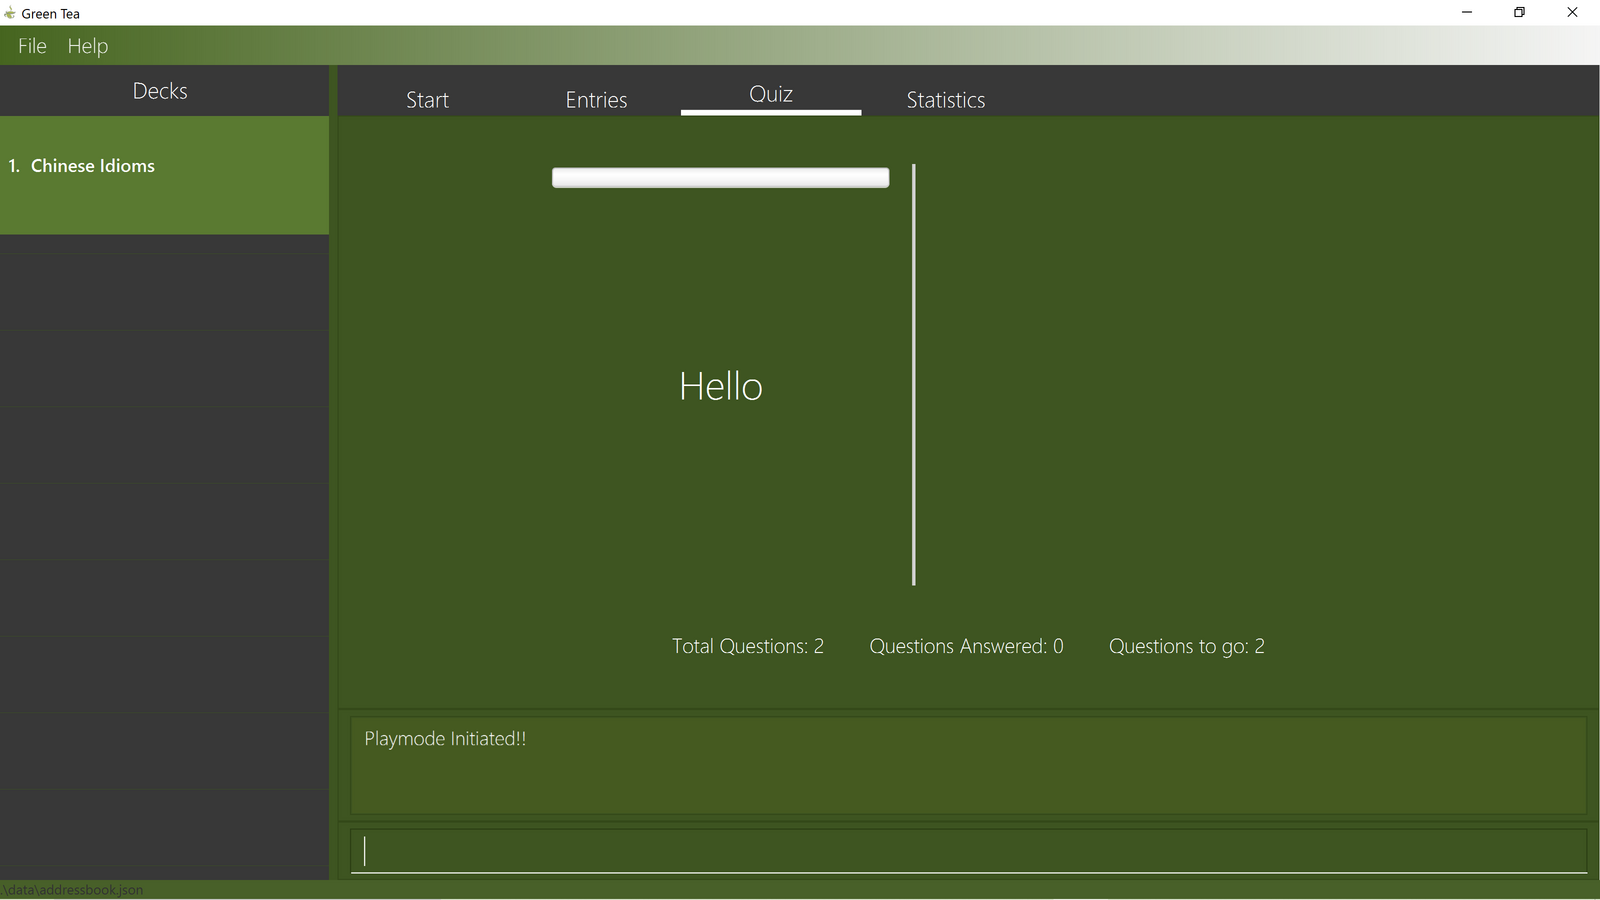 Green Tea
File Help
Decks
Start Entries Quiz Statistics
1. Chinese Idioms
Hello
Total Questions: 2 Questions Answered: 0 Questions to go: 2
Playmode Initiated!!
.\data\addressbook.json